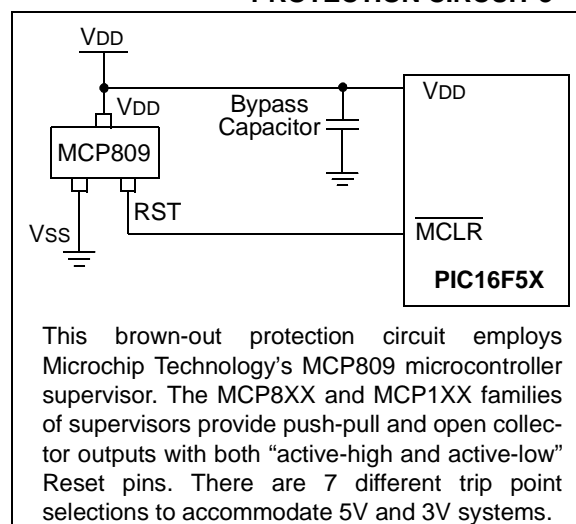 VDD
VDD
VDD
Bypass
Capacitor
MCP809
RST
VSS
MCLR
PIC16F5X
This brown-out protection circuit employs
Microchip Technology's MCP809 microcontroller
supervisor. The MCP8XX and MCP1XX families
of supervisors provide push-pull and open collec-
tor outputs with both “active-high and active-low”
Reset pins. There are 7 different trip point
selections to accommodate 5V and 3V systems.